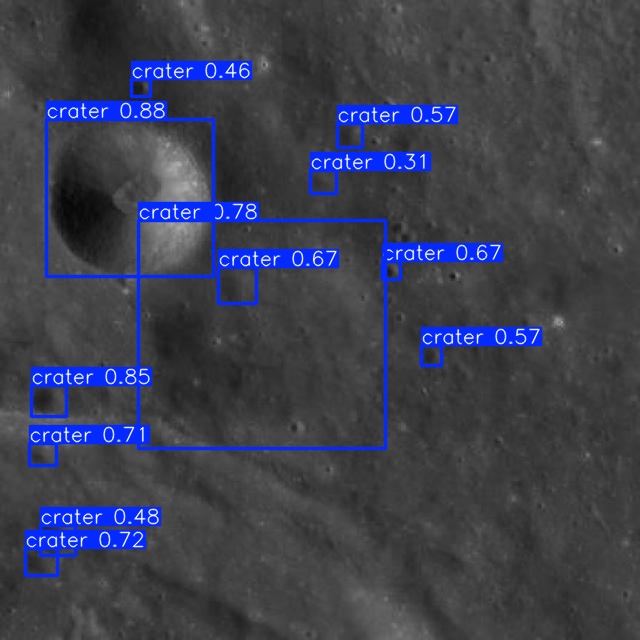 crater 0.46
crater 0.88
crater 0.57
crater 0.31
crater 0.78
crater 0.67
crater 0.67
crater 0.57
crater 0.85
crater 0.71
crater 0.48
crater 0.72